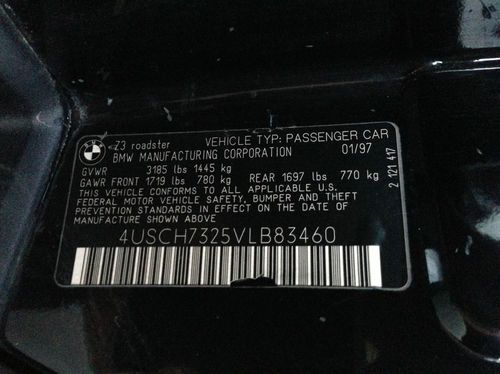 Z3 roadster VEHICLE TYP: PASSENGER CAR
BMW MANUFACTURING CORPORATION 01/97
GVWR 3185 lbs 1445 kg
GAWR FRONT 1719 lbs 780 kg REAR 1697 lbs 770 kg
THIS VEHICLE CONFORMS TO ALL APPLICABLE U.S.
FEDERAL MOTOR VEHICLE SAFETY, BUMPER AND THEFT
PREVENTION STANDARDS IN EFFECT ON THE DATE OF
MANUFACTURE SHOWN ABOVE
4USCH7325VLB83460
2 121 417